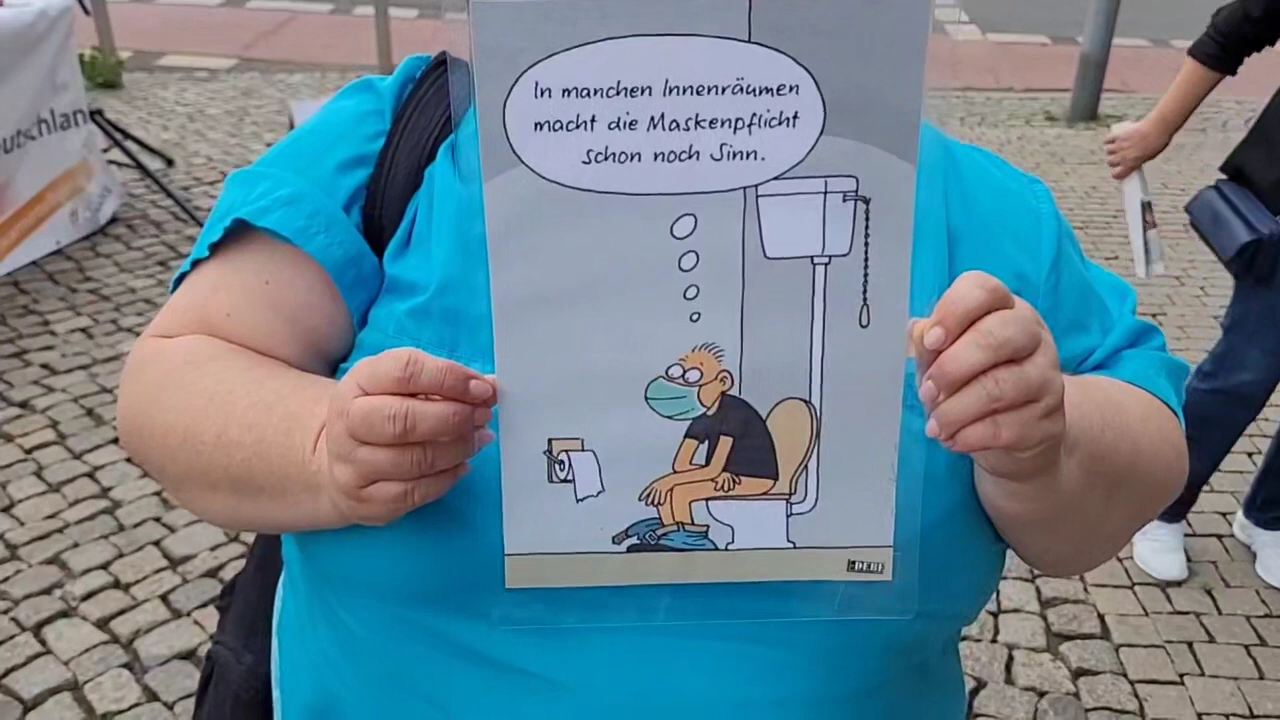 In manchen Innenräumen
macht die Maskenpflicht
schon noch Sinn.